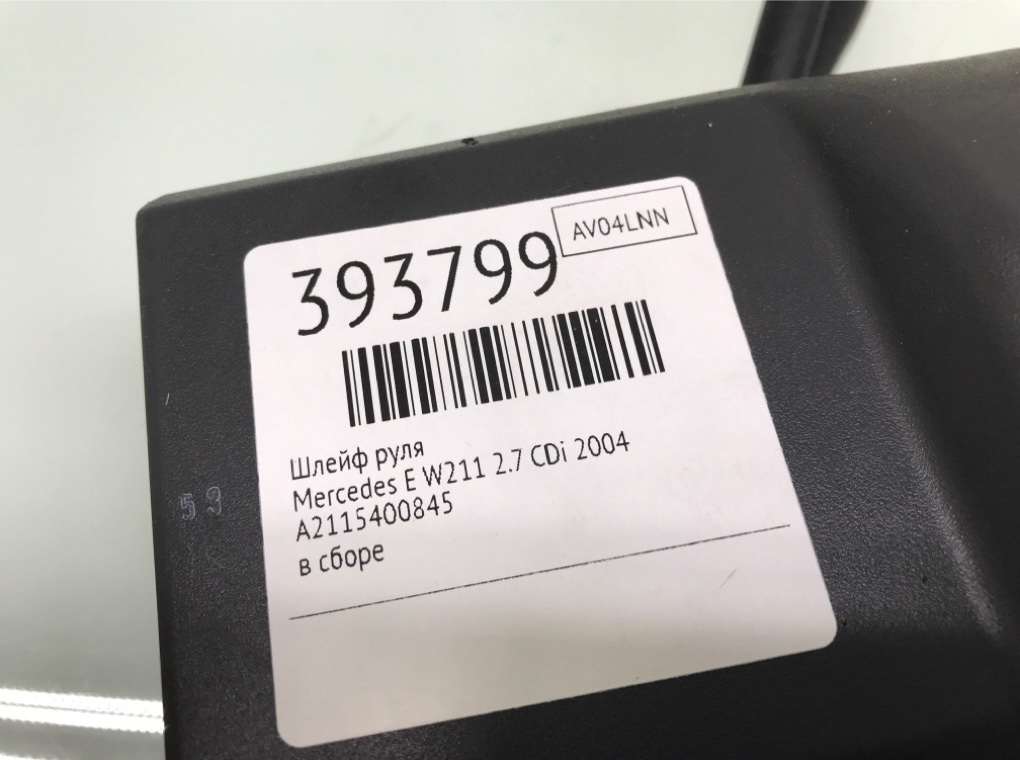 AV04LNN
393799
Шлейф руля
Mercedes E W211 2.7 CDi 2004
A2115400845
в сборе
53